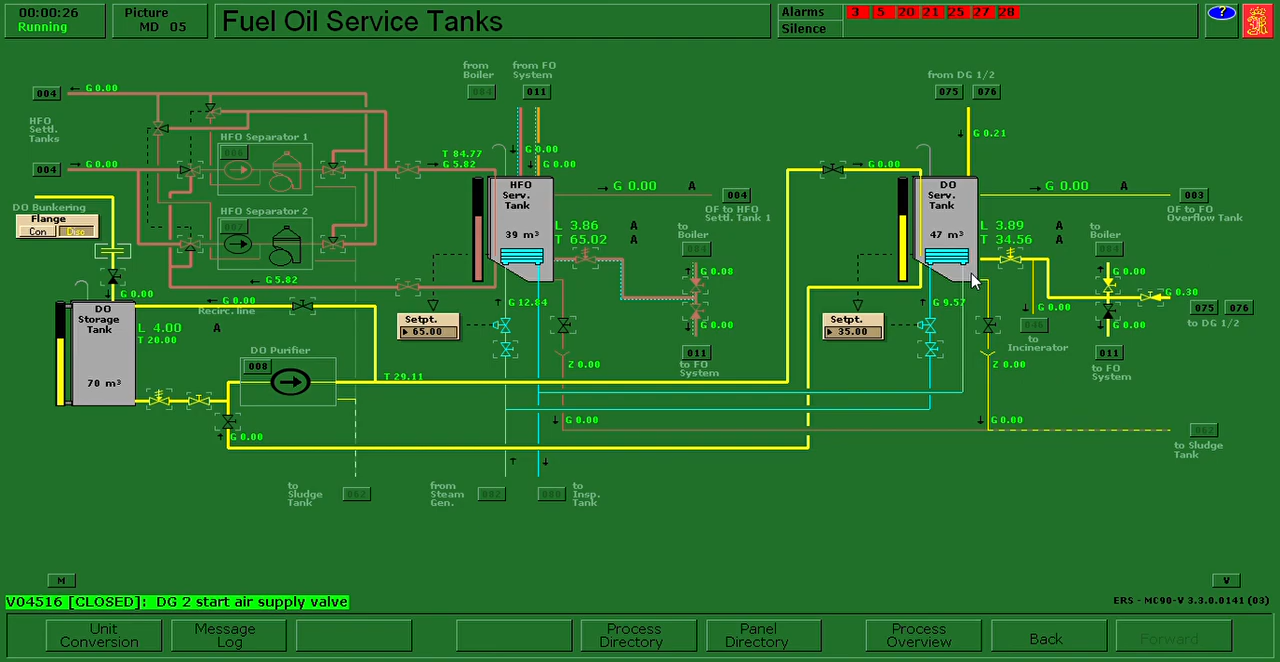 00:00:26
Running
Picture
MD 05
Fuel Oil Service Tanks
Alarms
Silence
3 5 20 21 25 27 28
?
from
Boiler
084
from FO
System
011
from DG 1/2
075 076
004
G 0.00
HFO
Settl.
Tanks
HFO Separator 1
006
004
G 0.00
T 84.77
G 5.82
G 0.00
G 0.00
G 0.21
G 0.00
HFO
Serv.
Tank
39 m³
G 0.00 A
004
OF to HFO
Settl. Tank 1
L 3.86 A
T 65.02 A
DO
Serv.
Tank
47 m³
G 0.00 A
003
OF to FO
Overflow Tank
L 3.89 A
T 34.56 A
DO Bunkering
Flange
Con Disc
HFO Separator 2
007
to
Boiler
084
G 0.08
to
Boiler
084
G 0.00
G 0.30
G 5.82
G 0.00
G 0.00
Recirc. line
G 12.84
G 9.57
G 0.00
075 076
to DG 1/2
DO
Storage
Tank
70 m³
L 4.00 A
T 20.00
Setpt.
65.00
G 0.00
Setpt.
35.00
046
to
Incinerator
G 0.00
DO Purifier
008
T 29.11
Z 0.00
011
to FO
System
Z 0.00
011
to FO
System
G 0.00
G 0.00
G 0.00
062
to Sludge
Tank
to
Sludge
Tank
062
from
Steam
Gen.
082
080
to
Insp.
Tank
M
V
V04516 [CLOSED]: DG 2 start air supply valve
ERS - MC90-V 3.3.0.0141 (03)
Unit
Conversion
Message
Log
Process
Directory
Panel
Directory
Process
Overview
Back
Forward